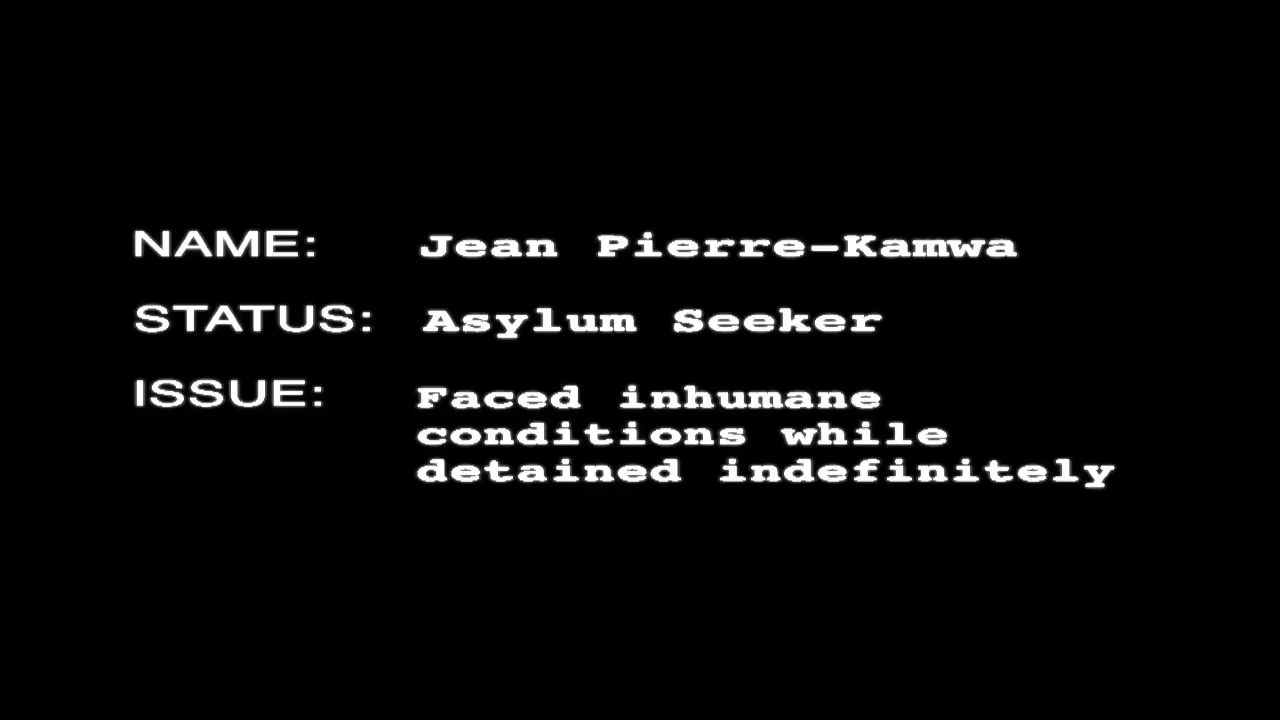 NAME: Jean Pierre-Kamwa
STATUS: Asylum Seeker
ISSUE: Faced inhumane
conditions while
detained indefinitely